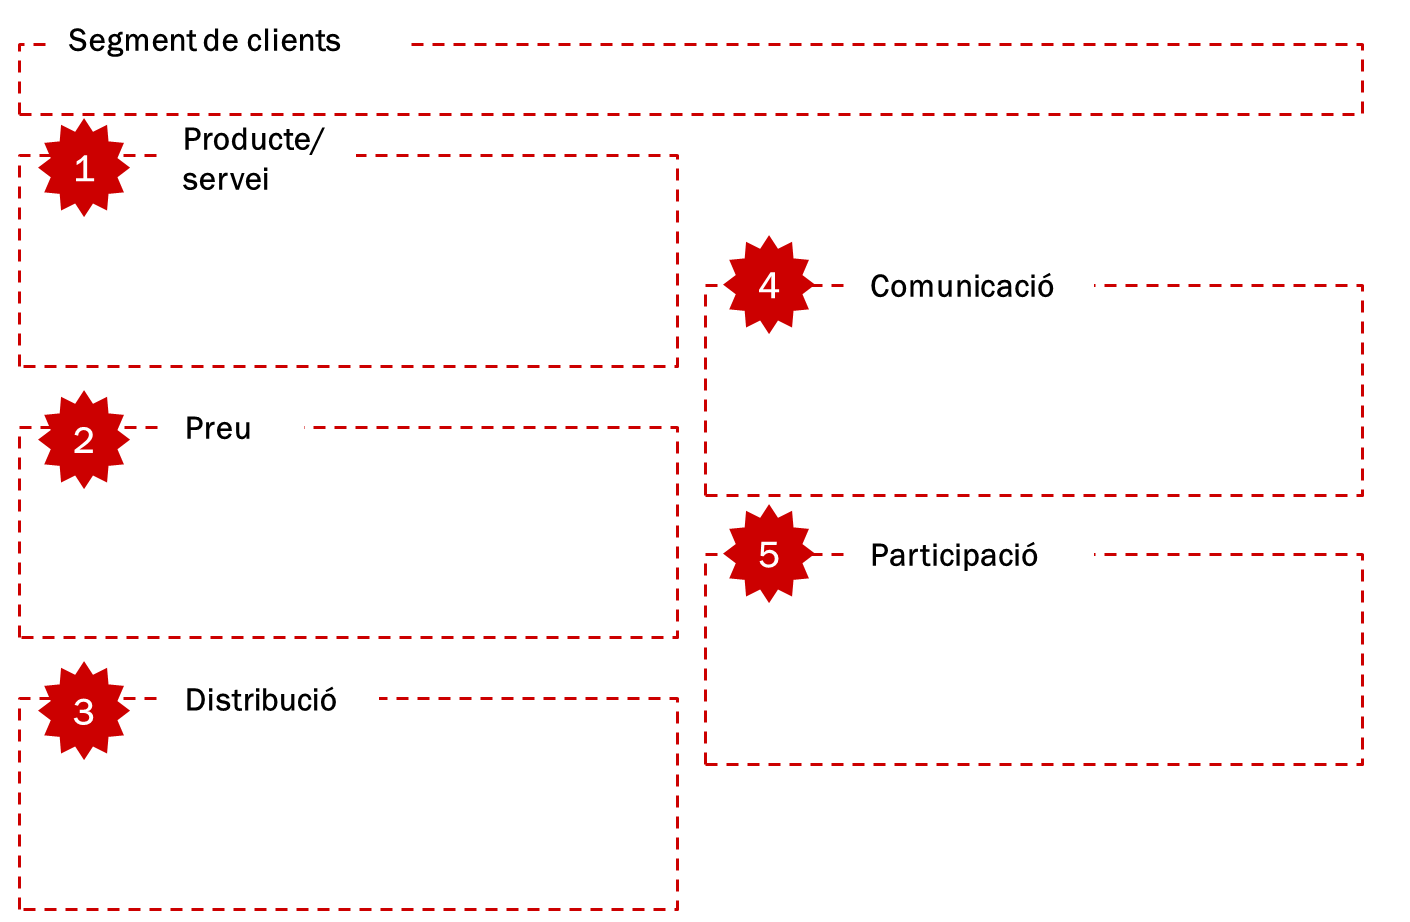 Segment de clients
1
Producte/
servei
2
Preu
3
Distribució
4
Comunicació
5
Participació